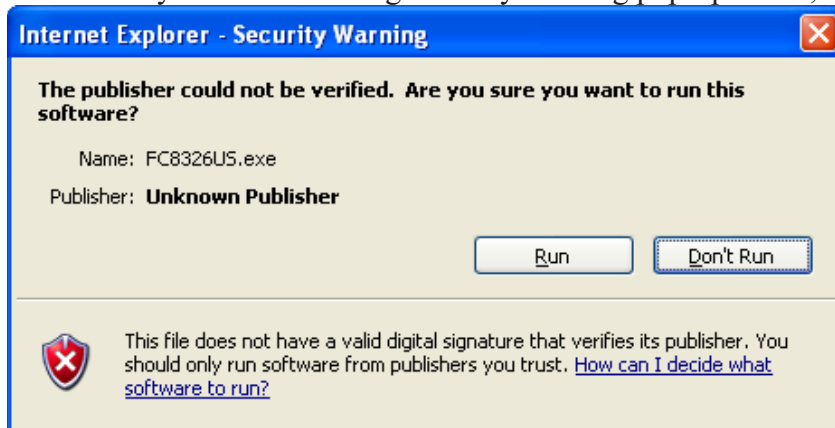 Internet Explorer - Security Warning
The publisher could not be verified. Are you sure you want to run this
software?
Name: FC8326US.exe
Publisher: Unknown Publisher
Run
Don't Run
This file does not have a valid digital signature that verifies its publisher. You
should only run software from publishers you trust. How can I decide what
software to run?